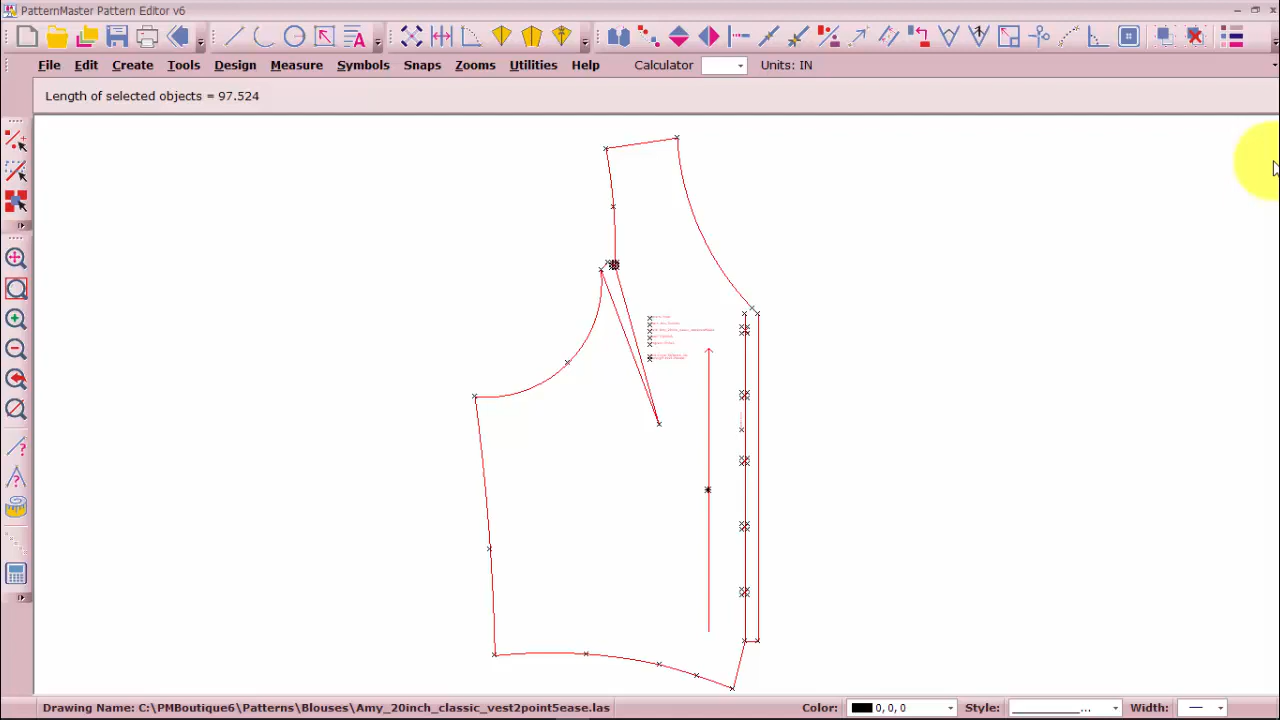 PatternMaster Pattern Editor v6
File Edit Create Tools Design Measure Symbols Snaps Zooms Utilities Help Calculator Units: IN
Length of selected objects = 97.524
Drawing Name: C:\PMBoutique6\Patterns\Blouses\Amy_20inch_classic_vest2point5ease.las Color: 0, 0, 0 Style: ... Width: